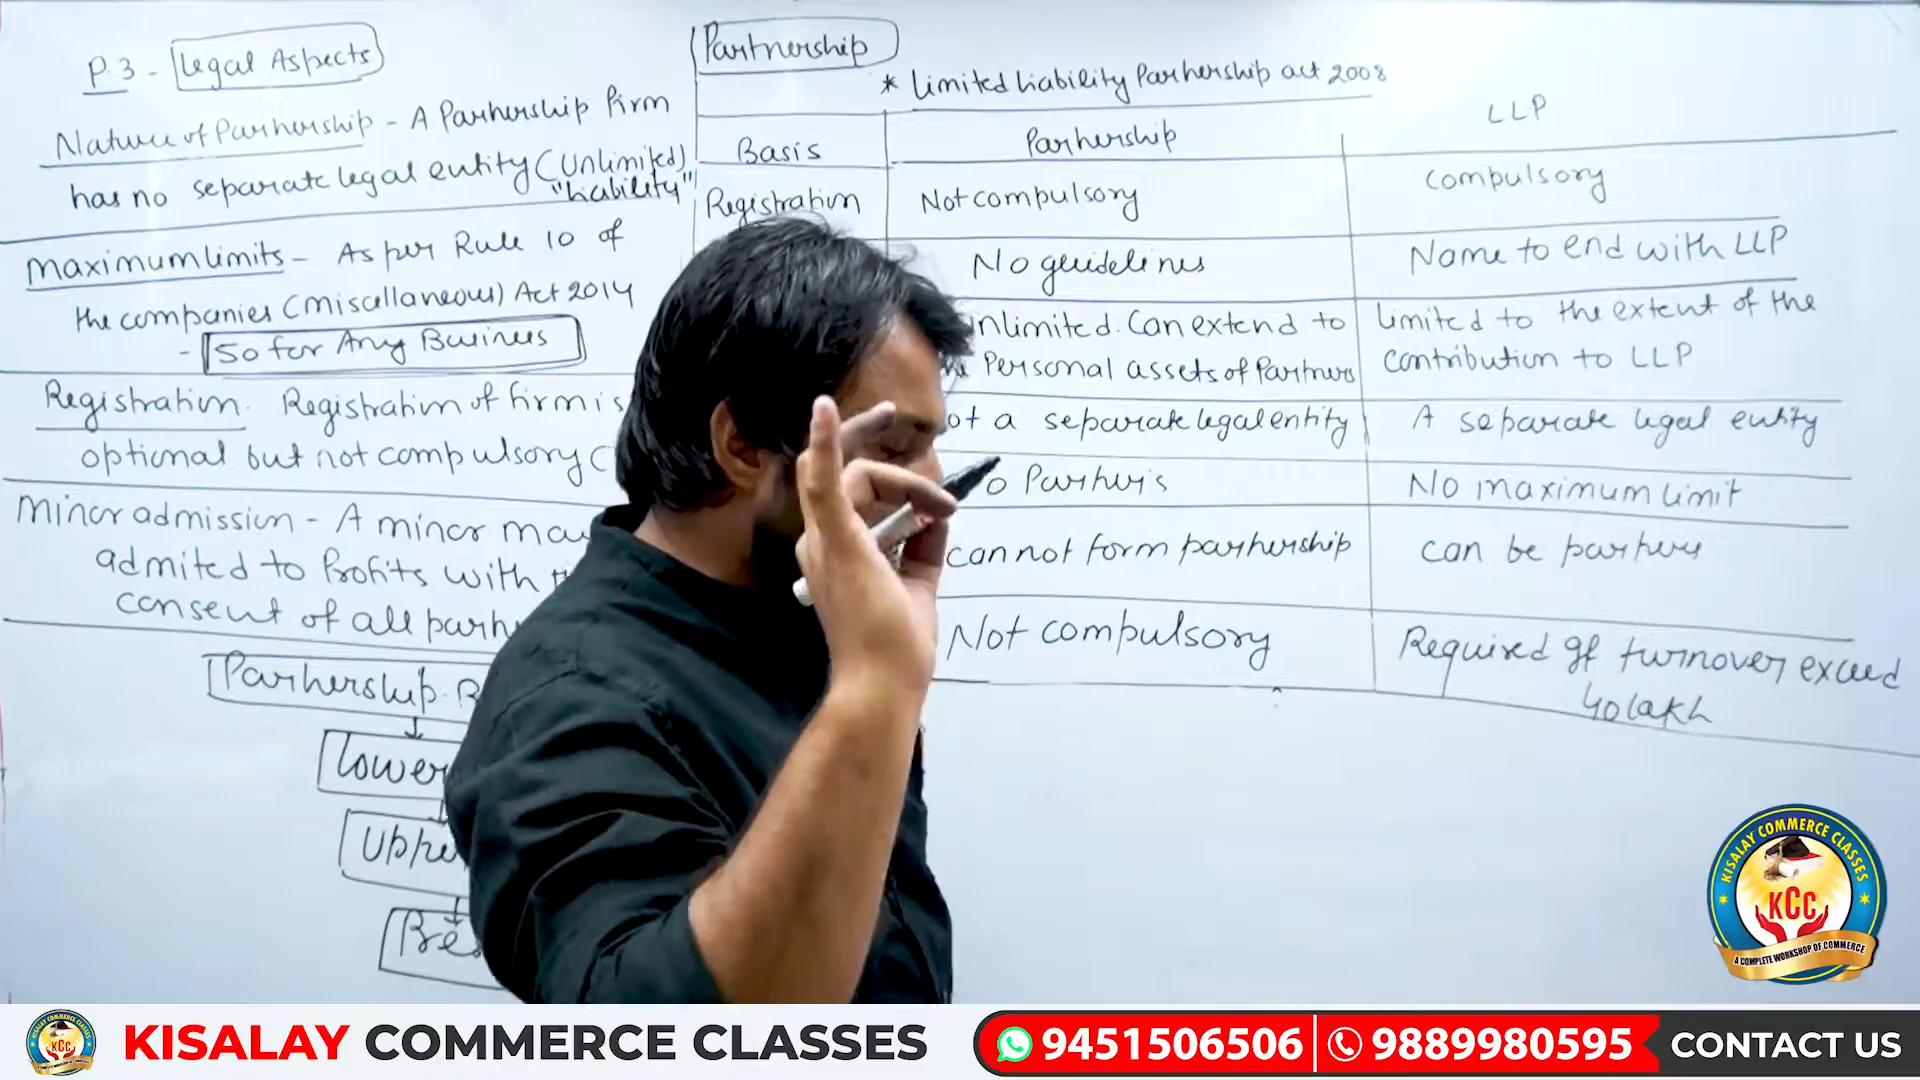 P.3 - Legal Aspects
Nature of Partnership - A Partnership firm
has no separate legal entity (Unlimited)
"Liability"
Maximum limits - As per Rule 10 of
the companies (miscellaneous) Act 2014
- 50 for Any Business
Registration. Registration of firm is
optional but not compulsory (
Minor admission - A minor
admited to Profits with
consent of all
Partnership
Lower
Partnership
* Limited Liability Partnership act 2008
Basis
Partnership
LLP
Registration
Not compulsory
compulsory
No guidelines
Name to end with LLP
Can extend to
Personal assets of Partners
limited to the extent of the
contribution to LLP
a separate legal entity
A separate legal entity
Partners
No maximum limit
can not form partnership
can be partners
Not compulsory
Required If turnover exceed
40 lakh
KISALAY COMMERCE CLASSES
KCC
A COMPLETE WORKSHOP OF COMMERCE
KISALAY COMMERCE CLASSES
9451506506
9889980595
CONTACT US